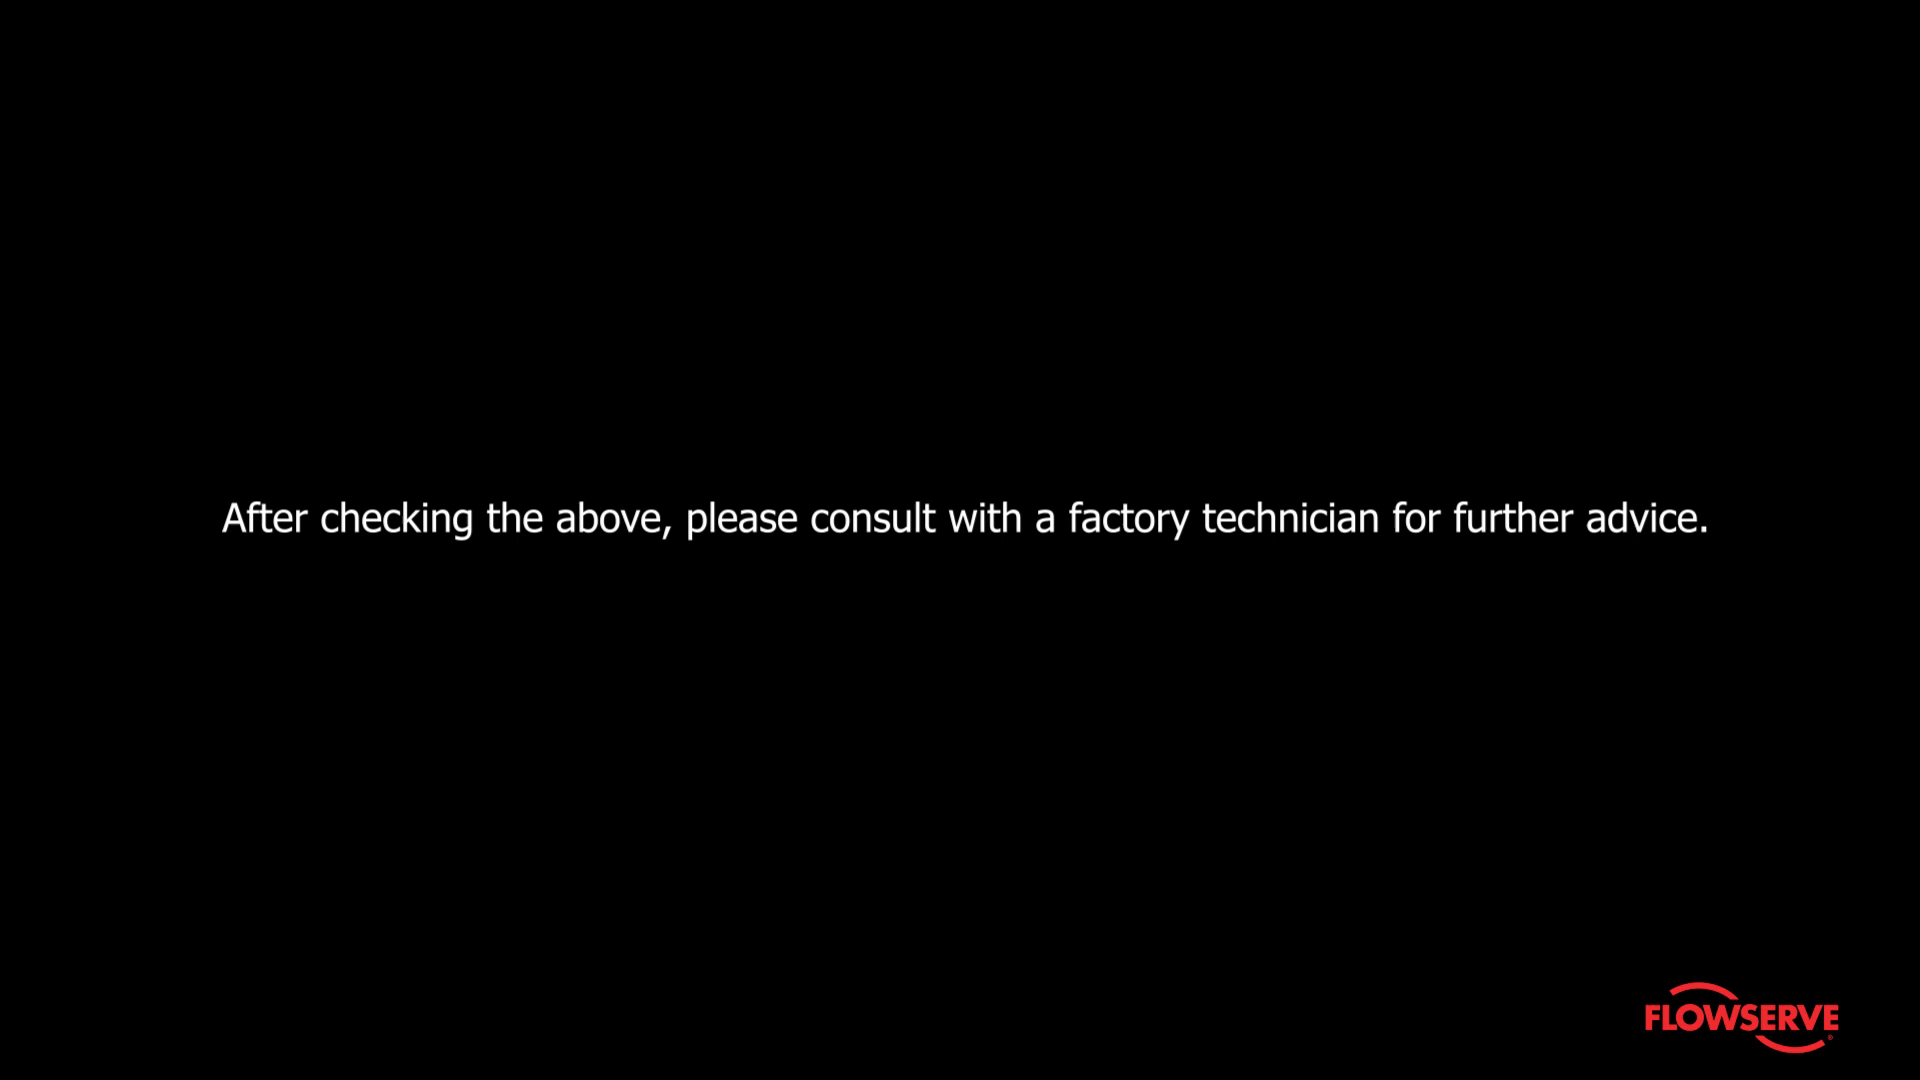 After checking the above, please consult with a factory technician for further advice.
FLOWSERVE